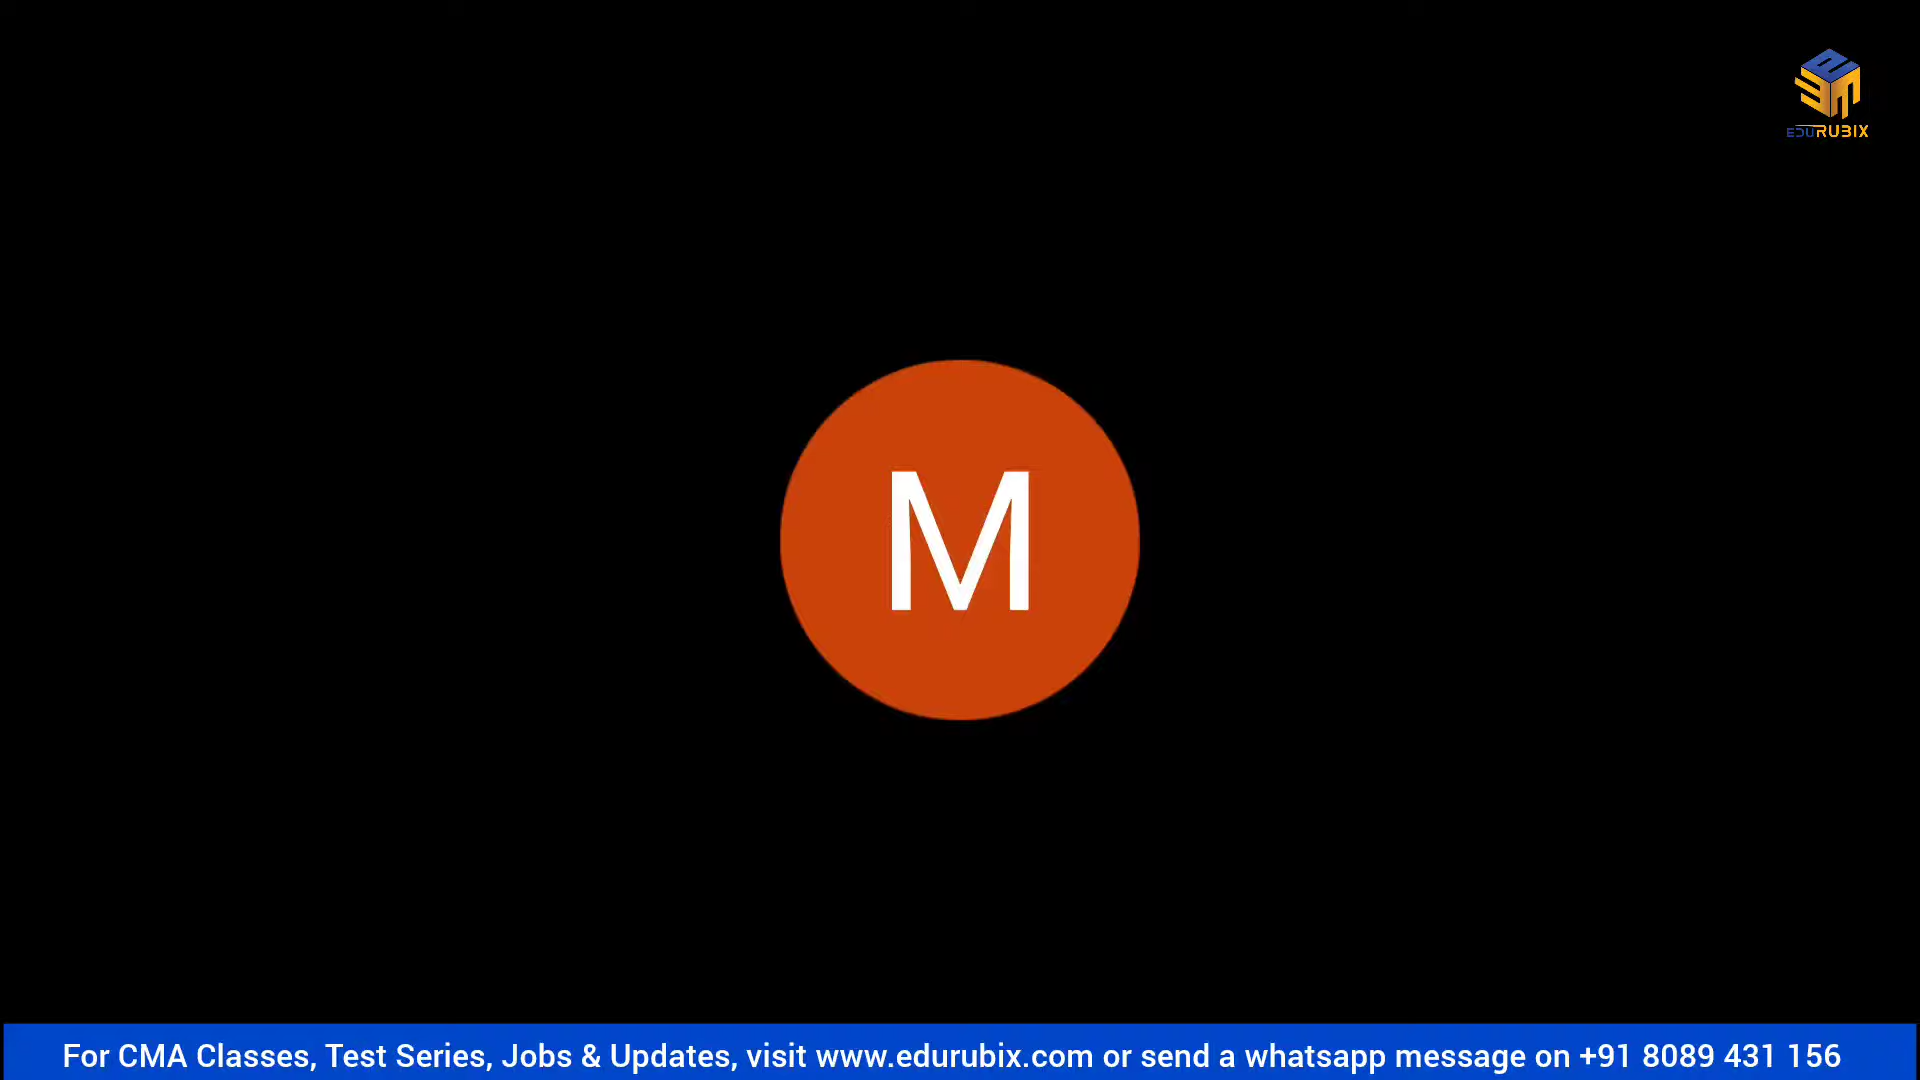 EDURUBIX
M
For CMA Classes, Test Series, Jobs & Updates, visit www.edurubix.com or send a whatsapp message on +91 8089 431 156